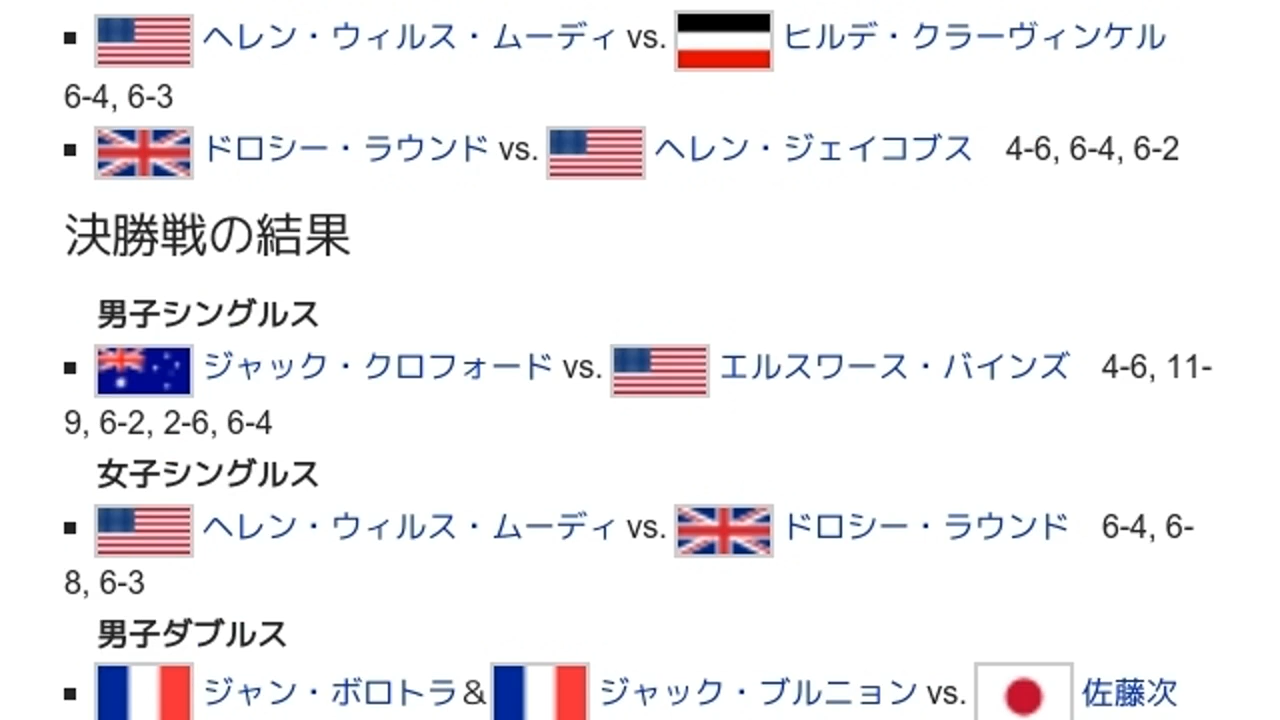 ヘレン・ウィルス・ムーディ vs. ヒルデ・クラーヴィンケル
6-4, 6-3
ドロシー・ラウンド vs. ヘレン・ジェイコブス 4-6, 6-4, 6-2
決勝戦の結果
男子シングルス
ジャック・クロフォード vs. エルスワース・バインズ 4-6, 11-
9, 6-2, 2-6, 6-4
女子シングルス
ヘレン・ウィルス・ムーディ vs. ドロシー・ラウンド 6-4, 6-
8, 6-3
男子ダブルス
ジャン・ボロトラ&ジャック・ブルニョン vs. 佐藤次